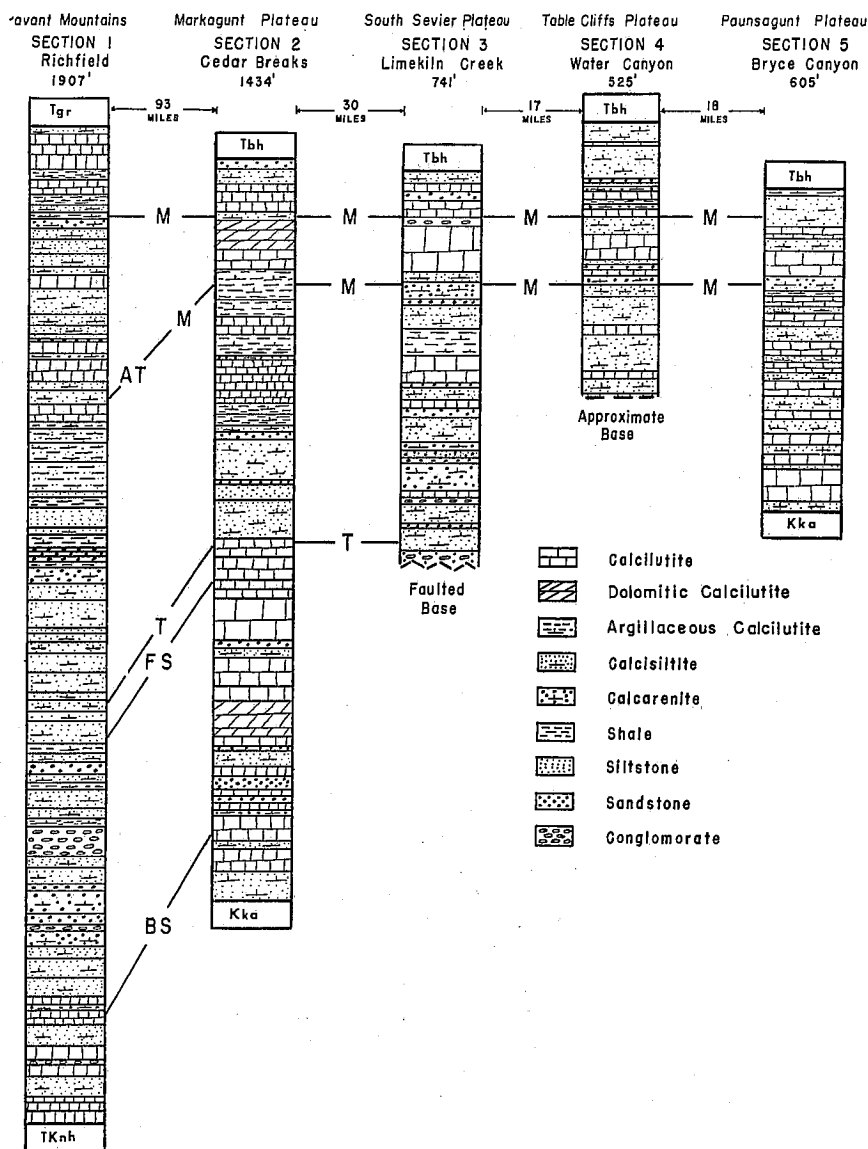 avant Mountains
SECTION 1
Richfield
1907'
Markagunt Plateau
SECTION 2
Cedar Breaks
1434'
South Sevier Plateau
SECTION 3
Limekiln Creek
741'
Table Cliffs Plateau
SECTION 4
Water Canyon
525'
Paunsagunt Plateau
SECTION 5
Bryce Canyon
605'
93
MILES
30
MILES
17
MILES
18
MILES
Tgr
Tbh
Tbh
Tbh
Tbh
M
M
M
M
M
M
M
M
AT
T
T
FS
BS
Approximate
Base
Faulted
Base
Kka
Kka
TKnh
Calcilutite
Dolomitic Calcilutite
Argillaceous Calcilutite
Calcisiltite
Calcarenite
Shale
Siltstone
Sandstone
Conglomorate